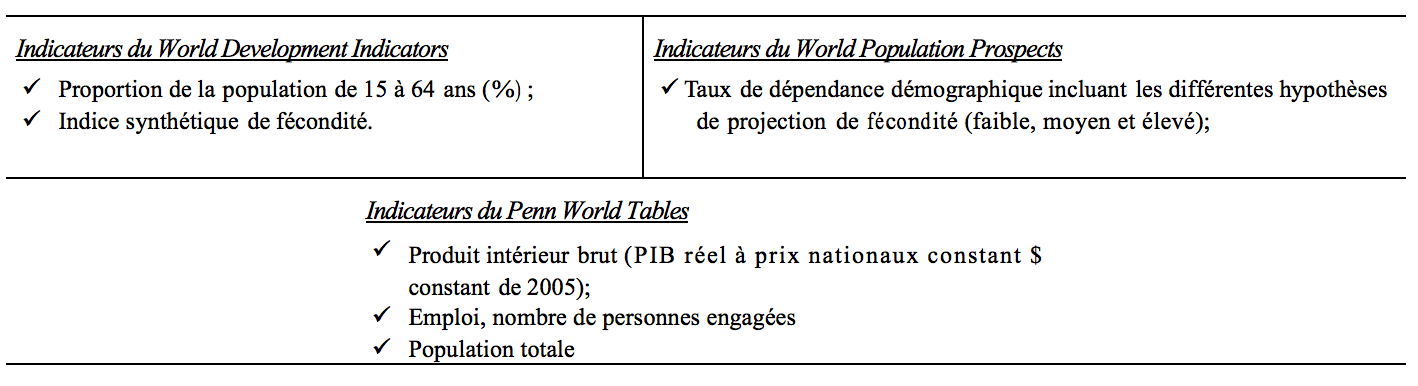 Indicateurs du World Development Indicators
✓ Proportion de la population de 15 à 64 ans (%) ;
✓ Indice synthétique de fécondité.
Indicateurs du World Population Prospects
✓ Taux de dépendance démographique incluant les différentes hypothèses
de projection de fécondité (faible, moyen et élevé);
Indicateurs du Penn World Tables
✓ Produit intérieur brut (PIB réel à prix nationaux constant $
constant de 2005);
✓ Emploi, nombre de personnes engagées
✓ Population totale